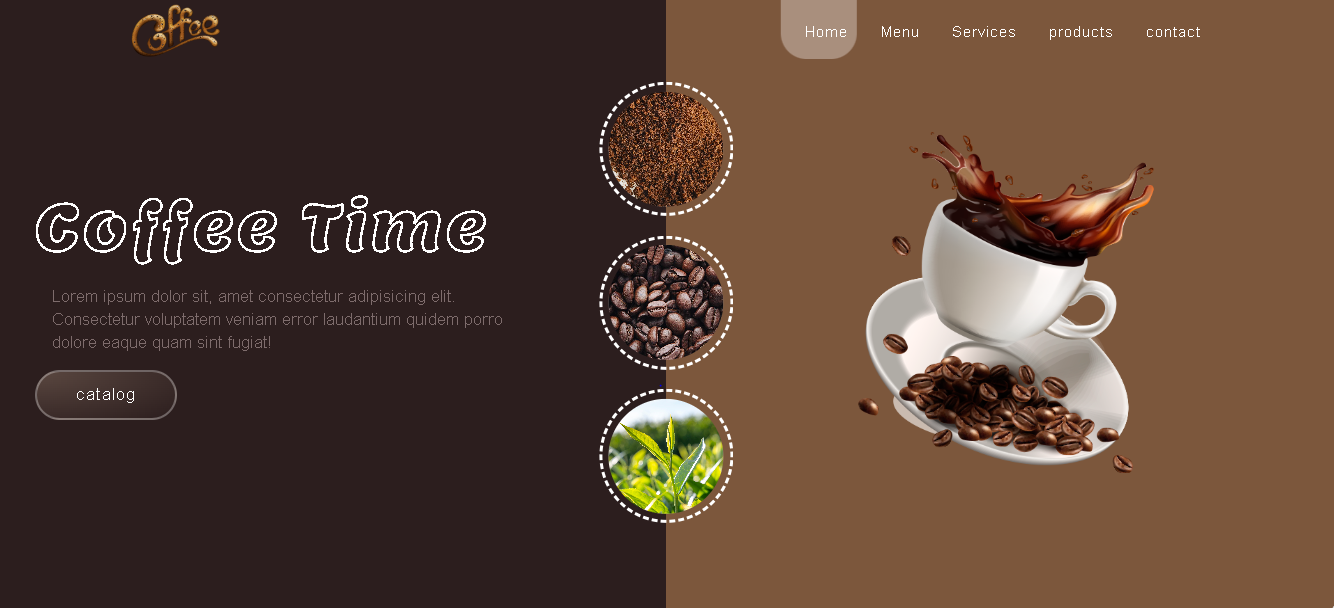 Coffee
Home Menu Services products contact
Coffee Time
Lorem ipsum dolor sit, amet consectetur adipisicing elit.
Consectetur voluptatem veniam error laudantium quidem porro
dolore eaque quam sint fugiat!
catalog